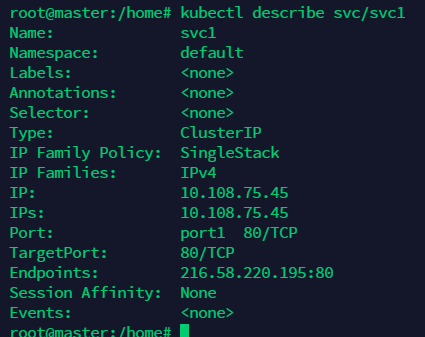 root@master:/home# kubectl describe svc/svc1
Name:              svc1
Namespace:         default
Labels:            <none>
Annotations:       <none>
Selector:          <none>
Type:              ClusterIP
IP Family Policy:  SingleStack
IP Families:       IPv4
IP:                10.108.75.45
IPs:               10.108.75.45
Port:              port1  80/TCP
TargetPort:        80/TCP
Endpoints:         216.58.220.195:80
Session Affinity:  None
Events:            <none>
root@master:/home#